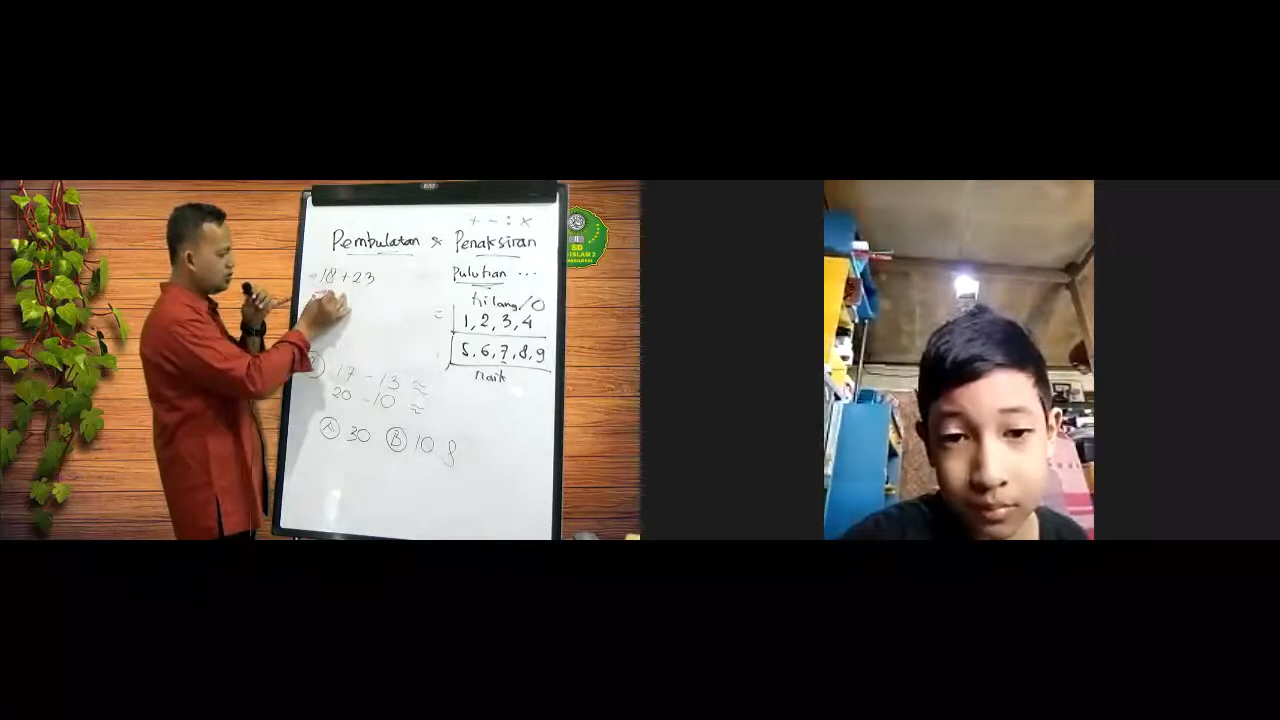 + - : ×
Pembulatan & Penaksiran
18 + 23
Puluhan ...
hilang/0
1, 2, 3, 4
5, 6, 7, 8, 9
naik
17 - 13 ≈
20 - 10 ≈
A 30 B 10
SD